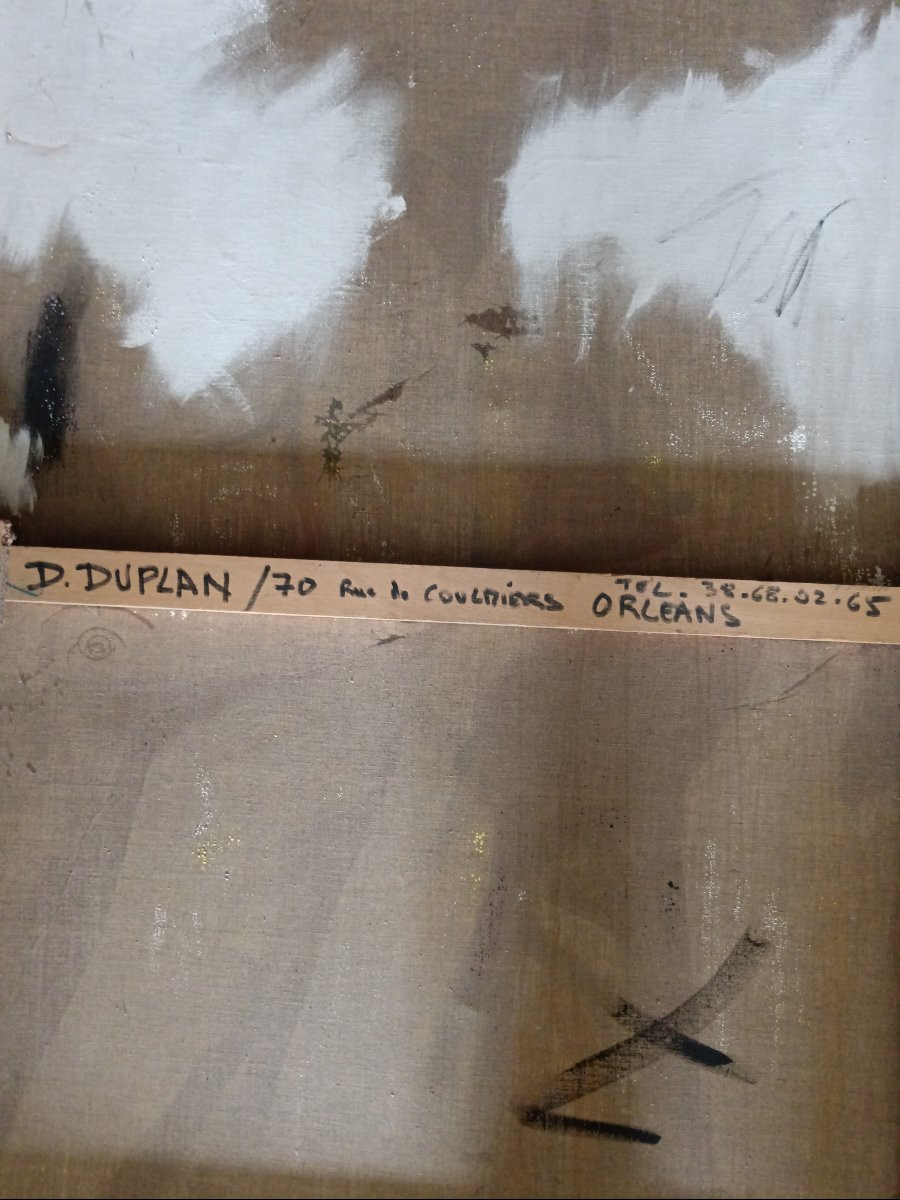 D. DUPLAN /70 Rue de COULMIERS TEL. 38.68.02.65
ORLEANS